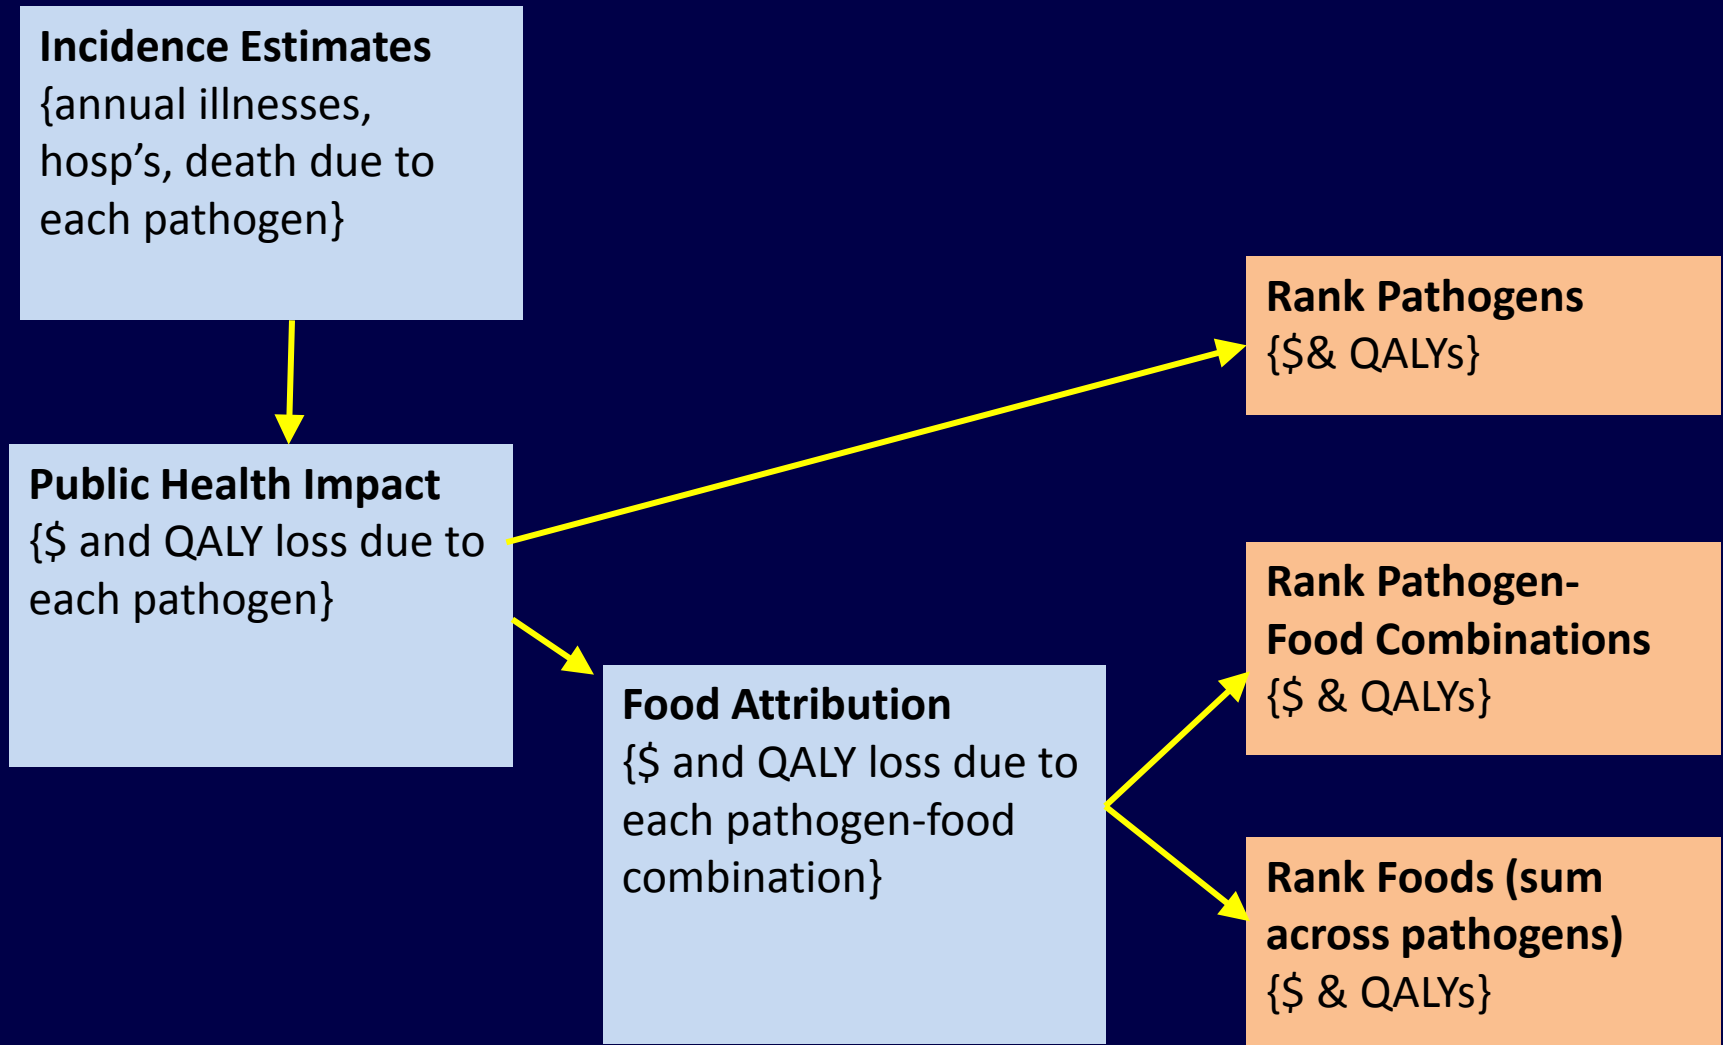 Incidence Estimates
{annual illnesses,
hosp’s, death due to
each pathogen}
Public Health Impact
{$ and QALY loss due to
each pathogen}
Food Attribution
{$ and QALY loss due to
each pathogen-food
combination}
Rank Pathogens
{$& QALYs}
Rank Pathogen-
Food Combinations
{$ & QALYs}
Rank Foods (sum
across pathogens)
{$ & QALYs}